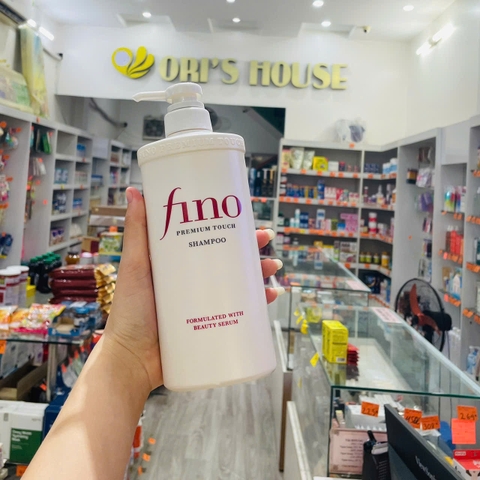 ORI'S HOUSE
fino
PREMIUM TOUCH
SHAMPOO
FORMULATED WITH
BEAUTY SERUM